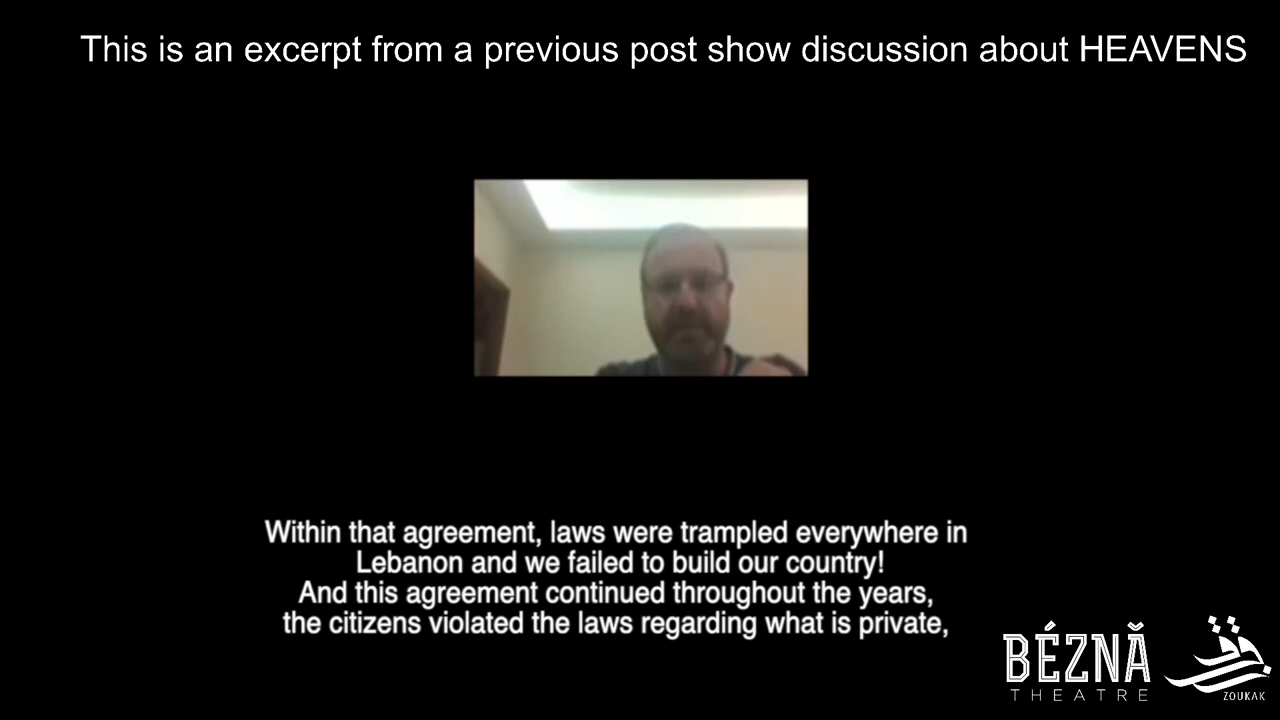 This is an excerpt from a previous post show discussion about HEAVENS
Within that agreement, laws were trampled everywhere in
Lebanon and we failed to build our country!
And this agreement continued throughout the years,
the citizens violated the laws regarding what is private,
BÉZNĂ
THEATRE
ZOUKAK